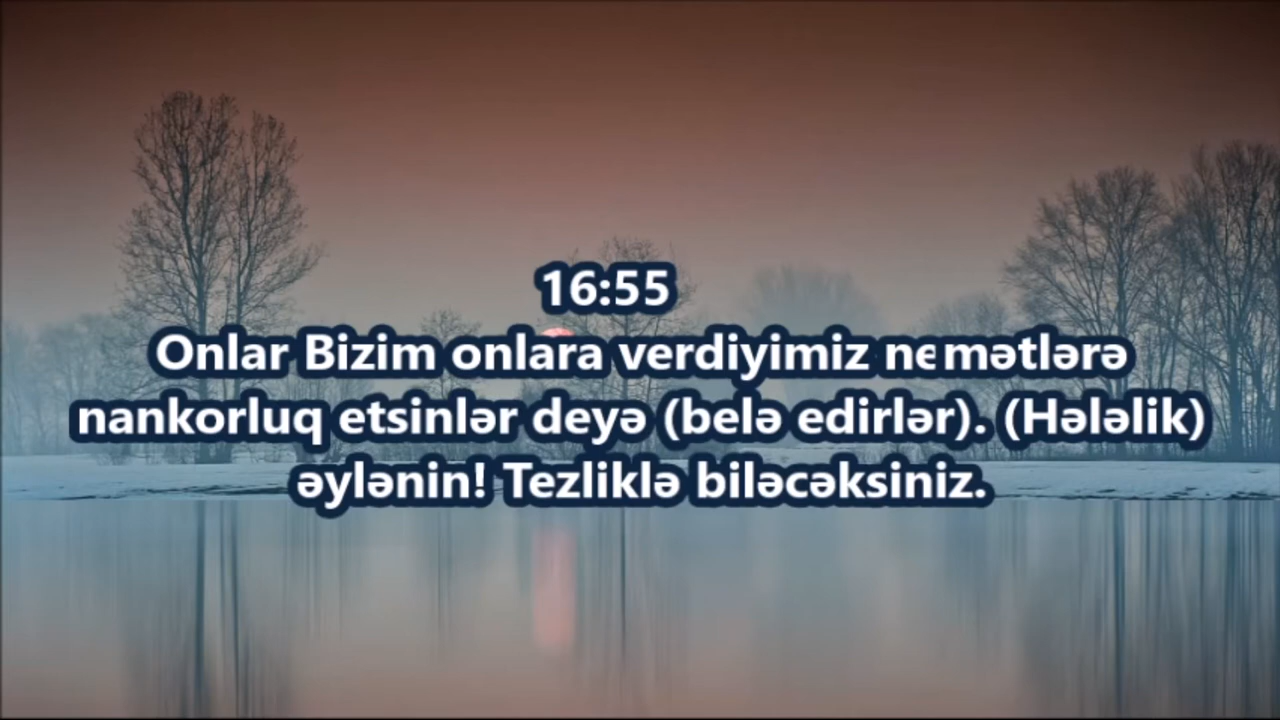 16:55
Onlar Bizim onlara verdiyimiz nemətlərə
nankorluq etsinlər deyə (belə edirlər). (Hələlik)
əylənin! Tezliklə biləcəksiniz.